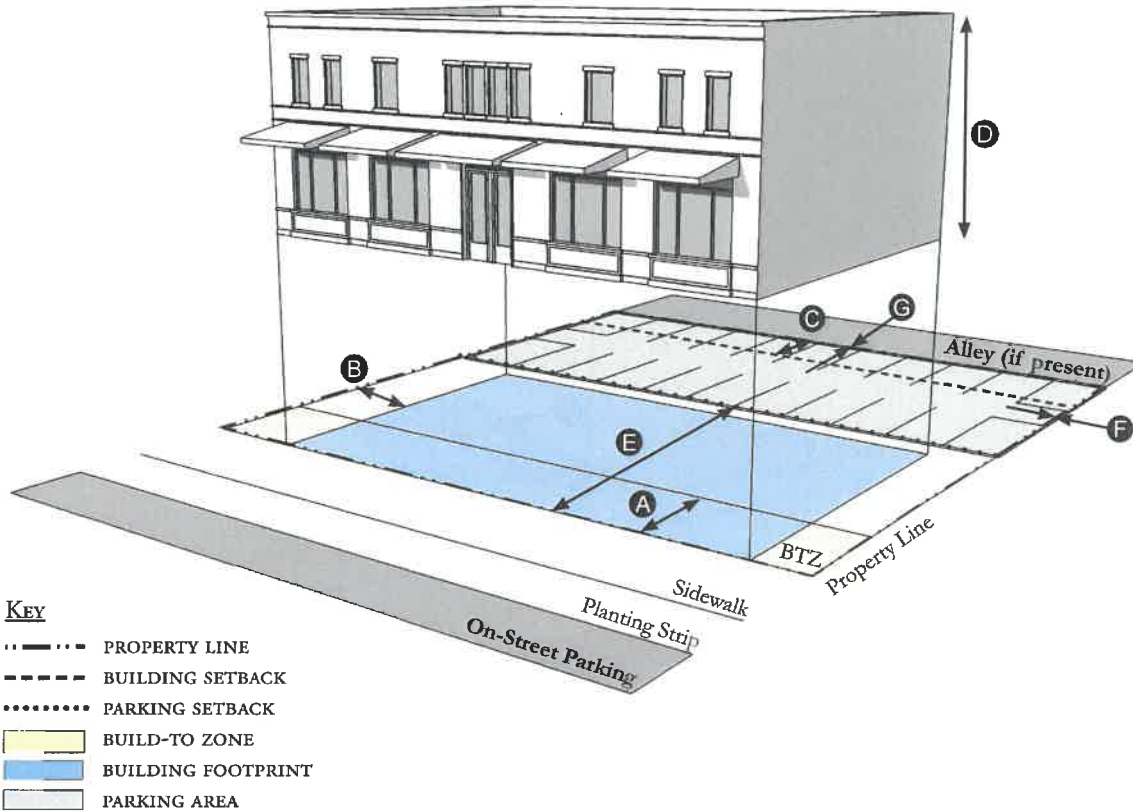 D
G
C
Alley (if present)
B
F
E
A
BTZ
Property Line
Sidewalk
Planting Strip
On-Street Parking
KEY
PROPERTY LINE
BUILDING SETBACK
PARKING SETBACK
BUILD-TO ZONE
BUILDING FOOTPRINT
PARKING AREA